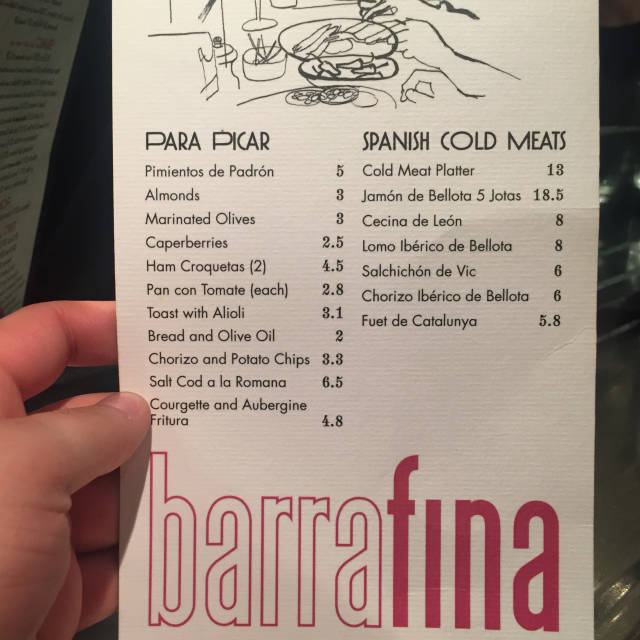 PARA PICAR
Pimientos de Padrón 5
Almonds 3
Marinated Olives 3
Caperberries 2.5
Ham Croquetas (2) 4.5
Pan con Tomate (each) 2.8
Toast with Alioli 3.1
Bread and Olive Oil 2
Chorizo and Potato Chips 3.3
Salt Cod a la Romana 6.5
Courgette and Aubergine
Fritura 4.8
SPANISH COLD MEATS
Cold Meat Platter 13
Jamón de Bellota 5 Jotas 18.5
Cecina de León 8
Lomo Ibérico de Bellota 8
Salchichón de Vic 6
Chorizo Ibérico de Bellota 6
Fuet de Catalunya 5.8
barrafina